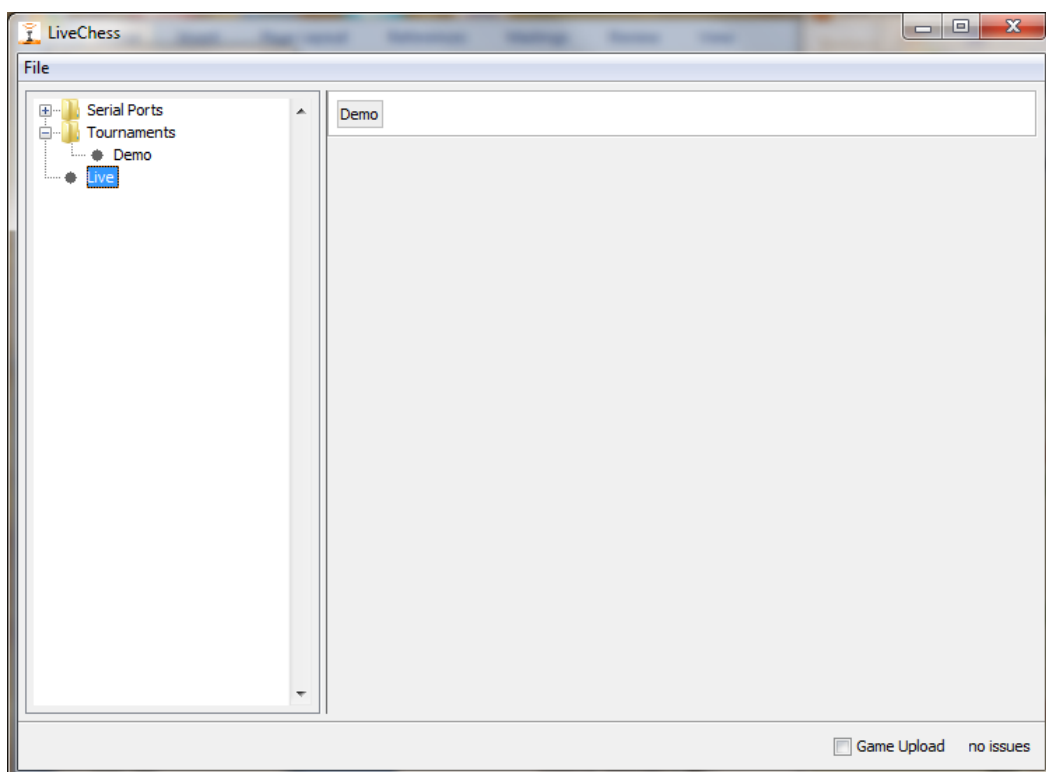 LiveChess
File
Serial Ports
Tournaments
Demo
Live
Demo
Game Upload no issues